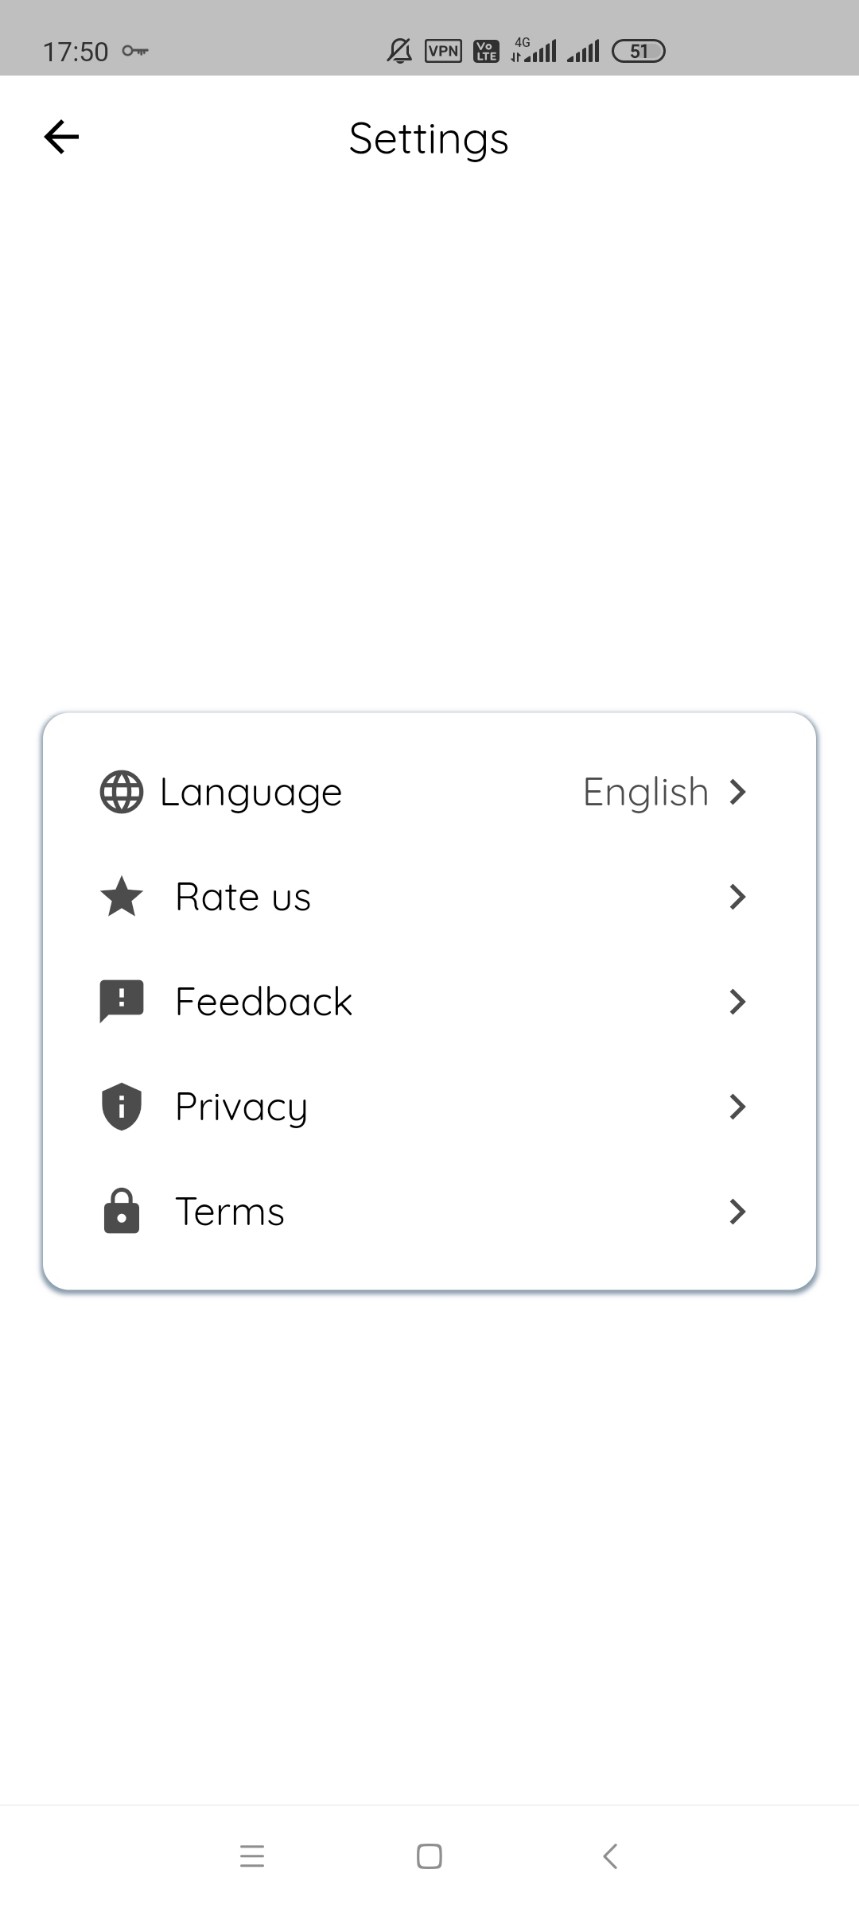 17:50 VPN Vo LTE 4G 51
Settings
Language English
Rate us
Feedback
Privacy
Terms